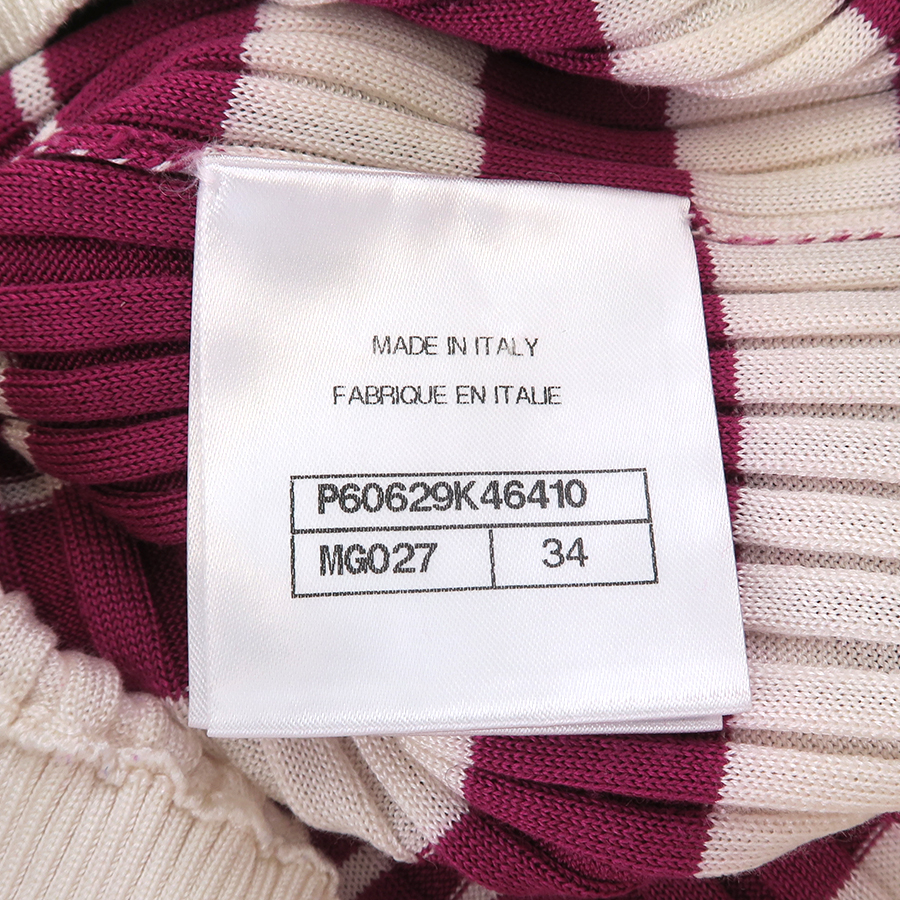 MADE IN ITALY
FABRIQUE EN ITALIE
P60629K46410
MG027 34